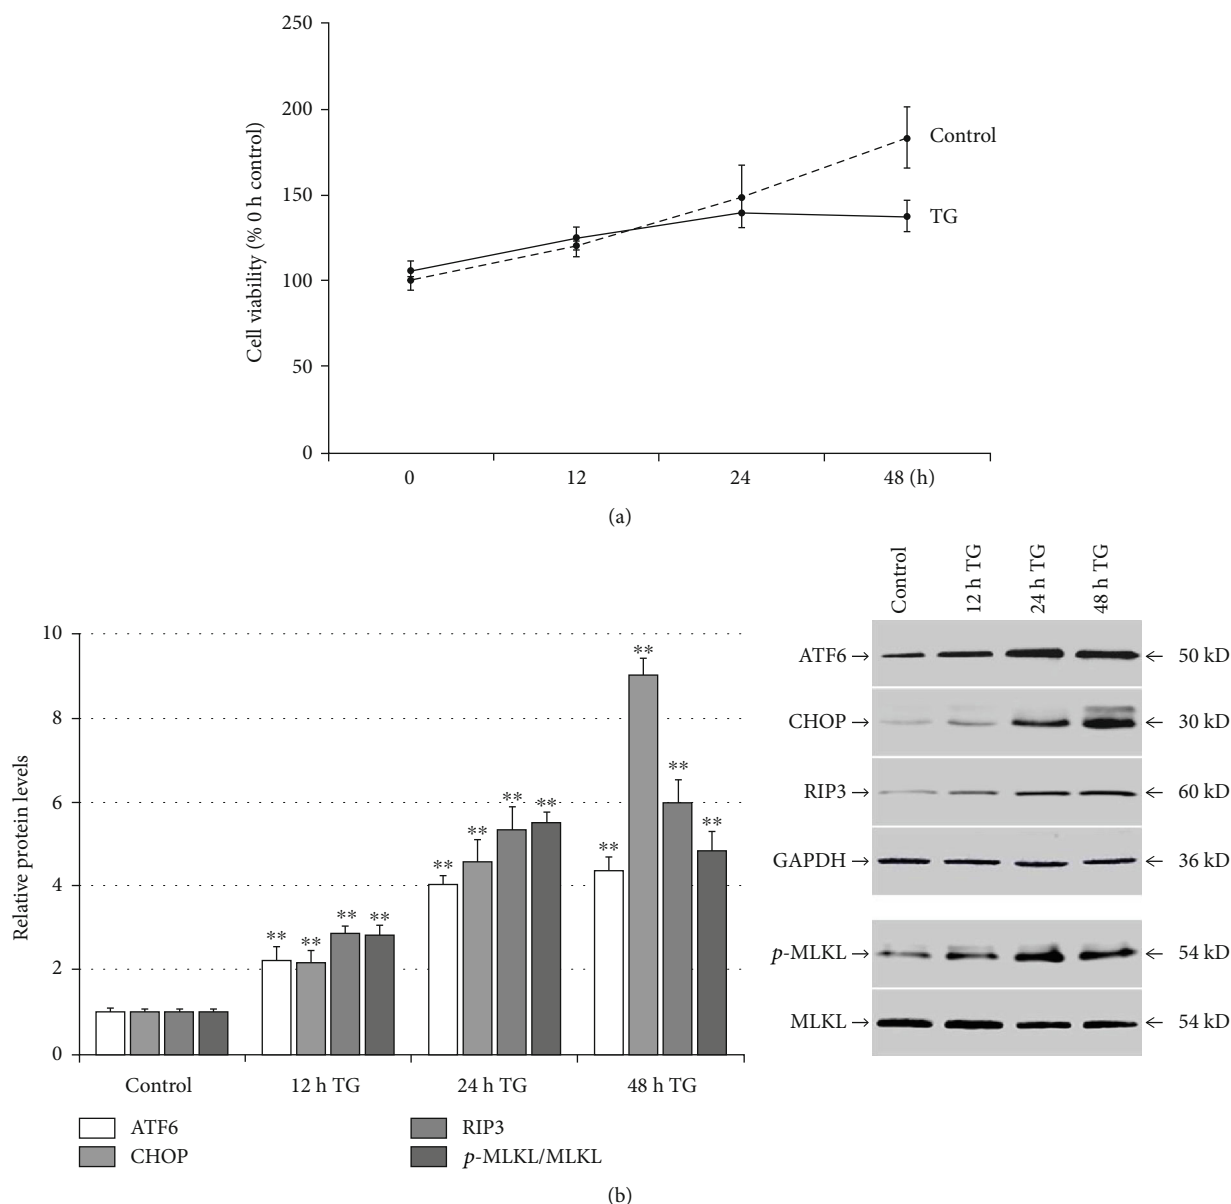 250
200
150
100
50
0
Cell viability (% 0 h control)
Control
TG
0 12 24 48 (h)
(a)
10
8
6
4
2
0
Relative protein levels
** ** ** **
** ** ** **
** ** ** **
Control 12 h TG 24 h TG 48 h TG
ATF6
CHOP
RIP3
p-MLKL/MLKL
Control 12 h TG 24 h TG 48 h TG
ATF6 → ← 50 kD
CHOP → ← 30 kD
RIP3 → ← 60 kD
GAPDH → ← 36 kD
p-MLKL → ← 54 kD
MLKL → ← 54 kD
(b)